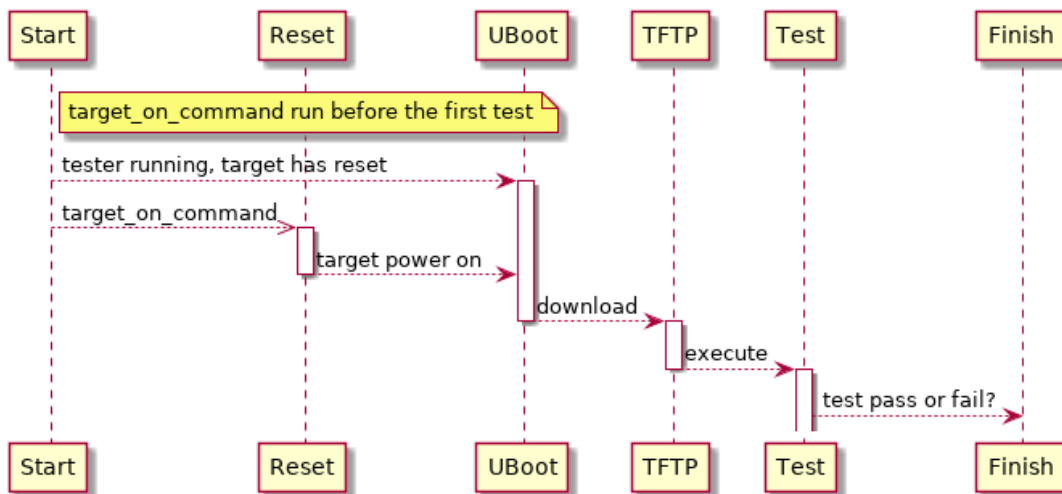 Start Reset UBoot TFTP Test Finish
target_on_command run before the first test
tester running, target has reset
target_on_command
target power on
download
execute
test pass or fail?
Start Reset UBoot TFTP Test Finish